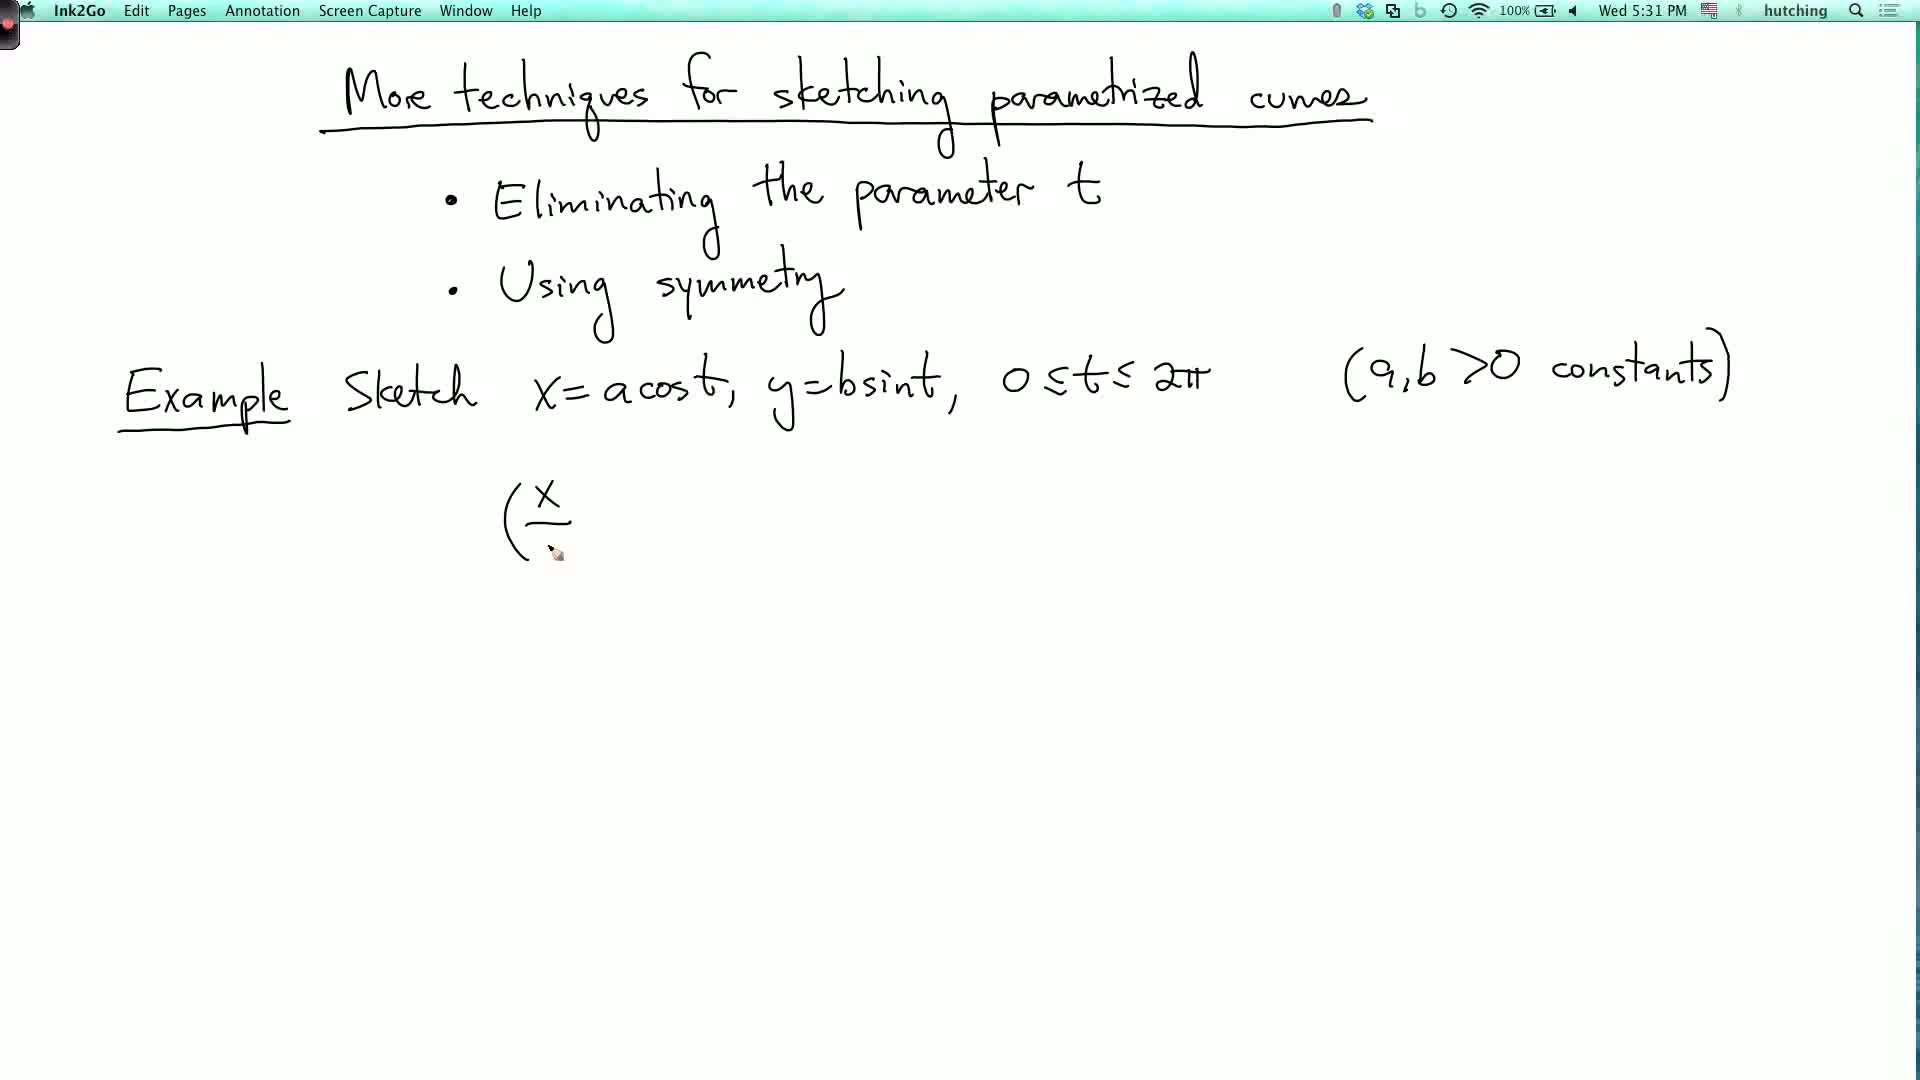 Ink2Go Edit Pages Annotation Screen Capture Window Help 100% Wed 5:31 PM hutching
More techniques for sketching parametrized curves
• Eliminating the parameter t
• Using symmetry
Example Sketch x = a cos t, y = b sin t, 0 ≤ t ≤ 2π (a, b > 0 constants)
(x